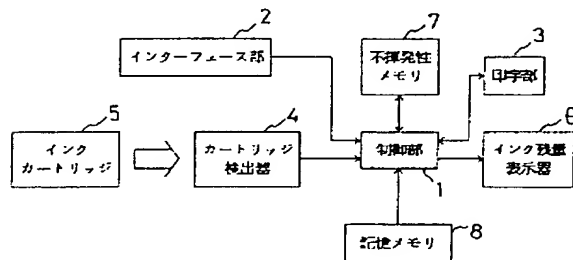 2
インターフェース部
7
不揮発性
メモリ
3
印字部
5
インク
カートリッジ
4
カートリッジ
検出器
制御部
1
6
インク残量
表示器
記憶メモリ
8